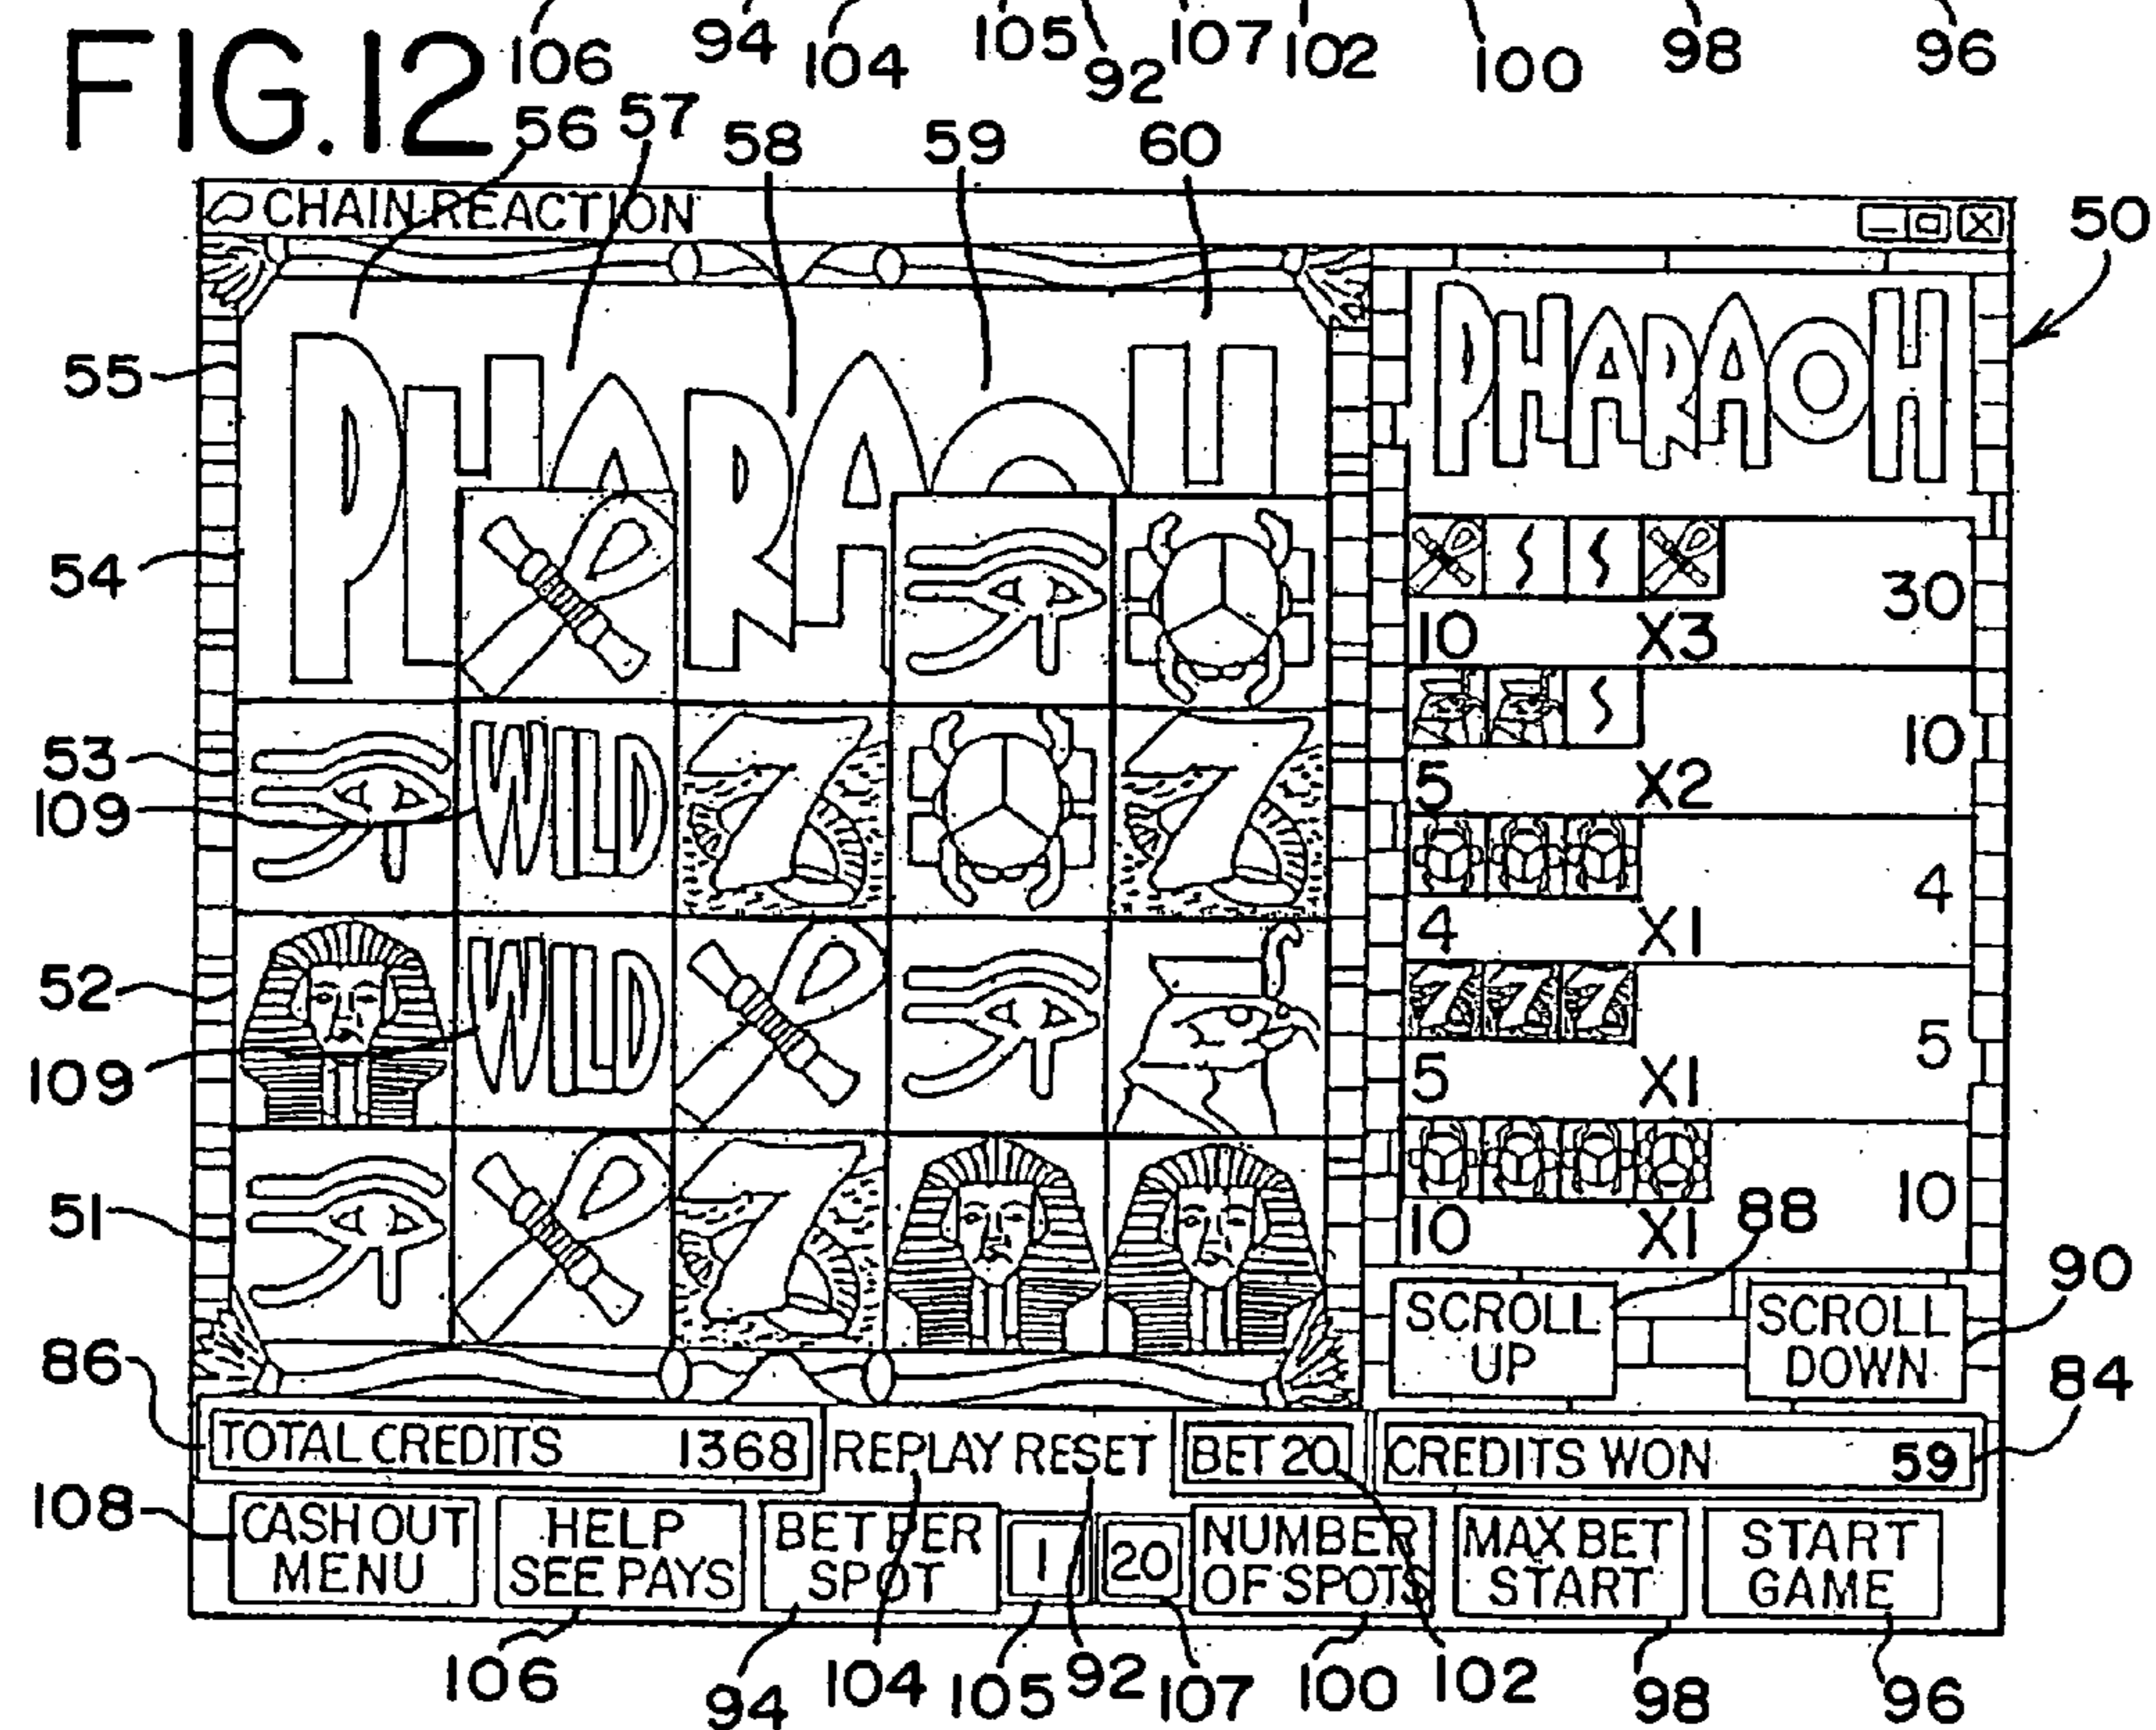 106 94 104 105 92 107 102 100 98 96
FIG.12
56 57 58 59 60
CHAIN REACTION
50
PHARAOH
PHARAOH
55
54
30
10 X3
10
53
109
WILD
5 X2
4
4 X1
52
109
WILD
5
5 X1
51
10
10 X1
88
SCROLL
UP
SCROLL
DOWN
90
86
84
TOTAL CREDITS 1368 REPLAY RESET BET 20 CREDITS WON 59
108
CASH OUT
MENU
HELP
SEE PAYS
BET PER
SPOT
1 20
NUMBER
OF SPOTS
MAX BET
START
START
GAME
106 94 104 105 92 107 100 102 98 96